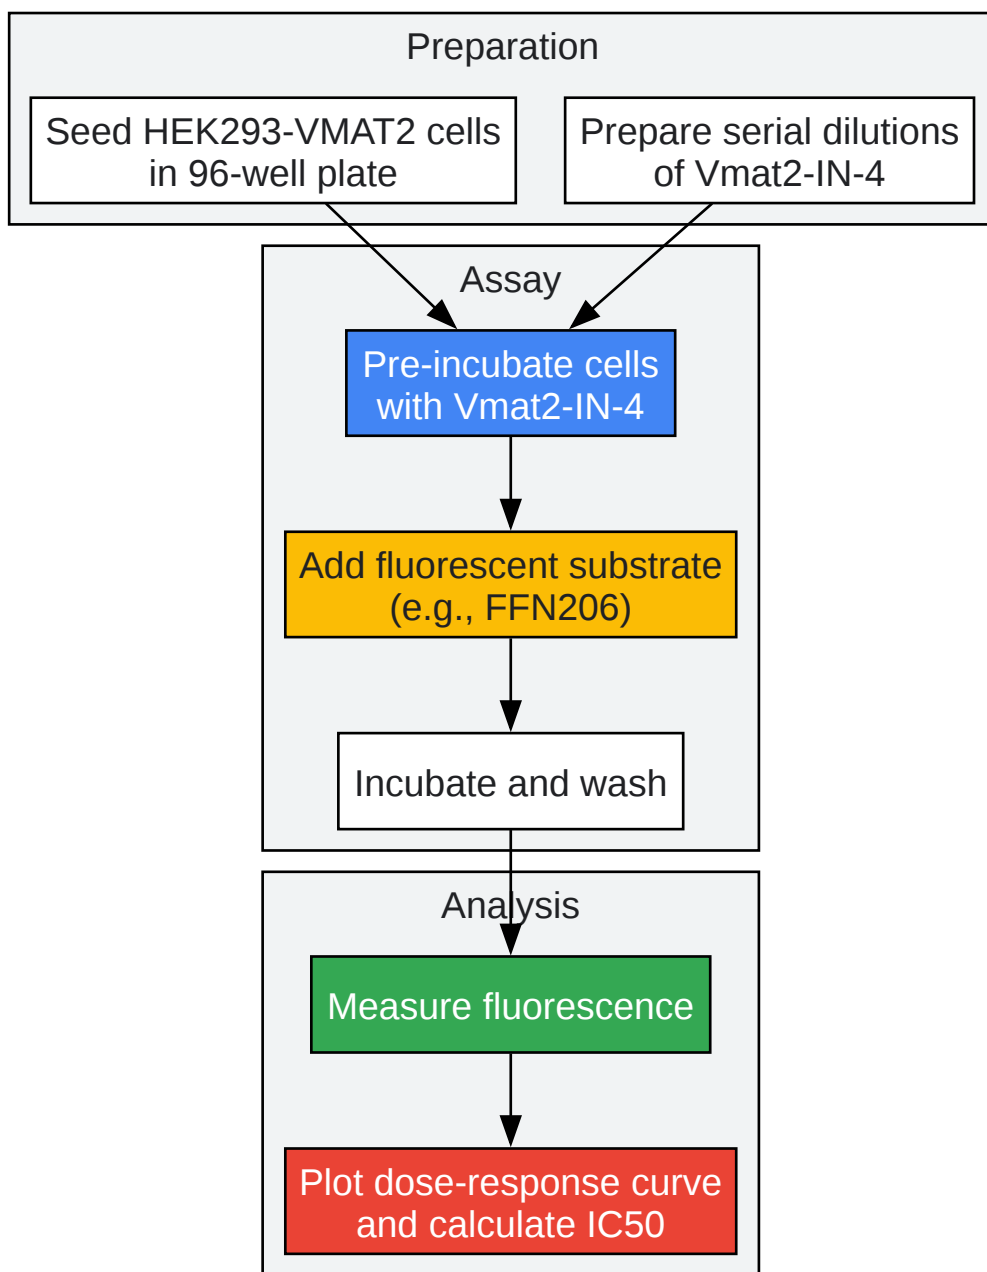 Preparation
Seed HEK293-VMAT2 cells
in 96-well plate
Prepare serial dilutions
of Vmat2-IN-4
Assay
Pre-incubate cells
with Vmat2-IN-4
Add fluorescent substrate
(e.g., FFN206)
Incubate and wash
Analysis
Measure fluorescence
Plot dose-response curve
and calculate IC50